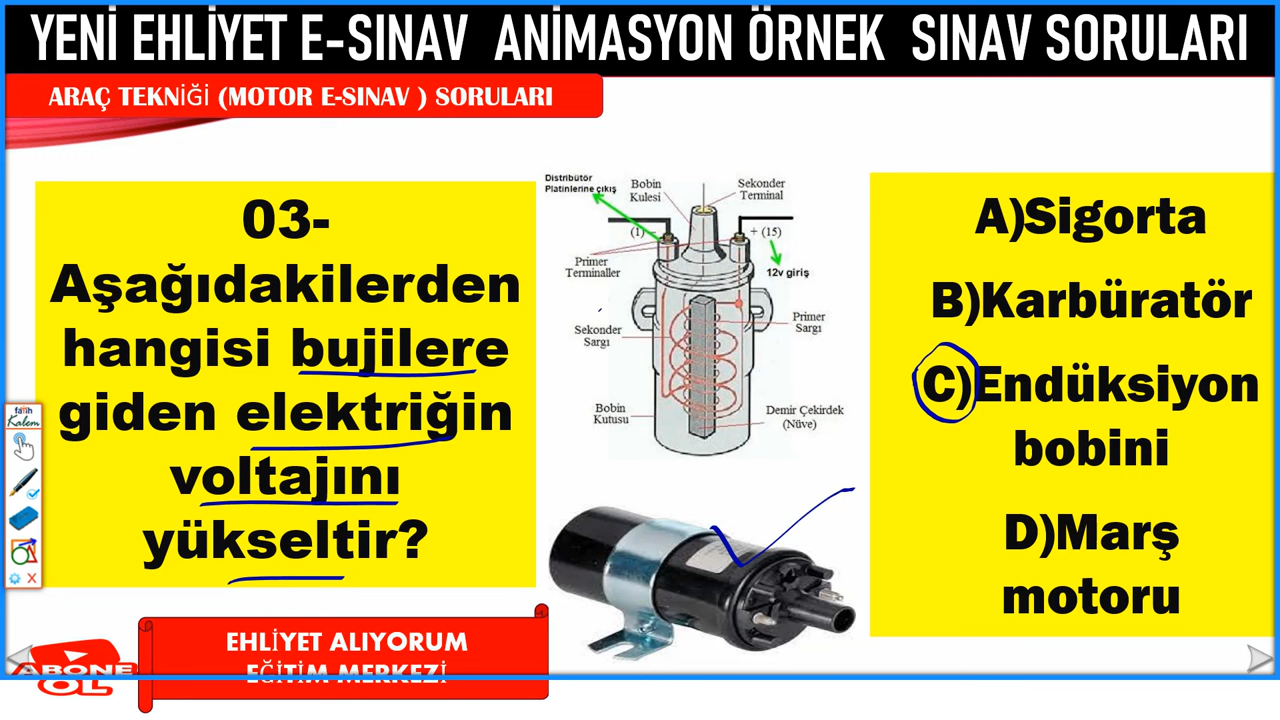 YENİ EHLİYET E-SINAV ANİMASYON ÖRNEK SINAV SORULARI
ARAÇ TEKNİĞİ (MOTOR E-SINAV ) SORULARI
03-
Aşağıdakilerden
hangisi bujilere
giden elektriğin
voltajını
yükseltir?
Distribütör
Platinlerine çıkış
Bobin
Kulesi
Sekonder
Terminal
(1) -
+ (15)
Primer
Terminaller
12v giriş
Sekonder
Sargı
Primer
Sargı
Bobin
Kutusu
Demir Çekirdek
(Nüve)
A)Sigorta
B)Karbüratör
C)Endüksiyon
bobini
D)Marş
motoru
fatih
Kalem
ABONE
OL
EHLİYET ALIYORUM
EĞİTİM MERKEZİ